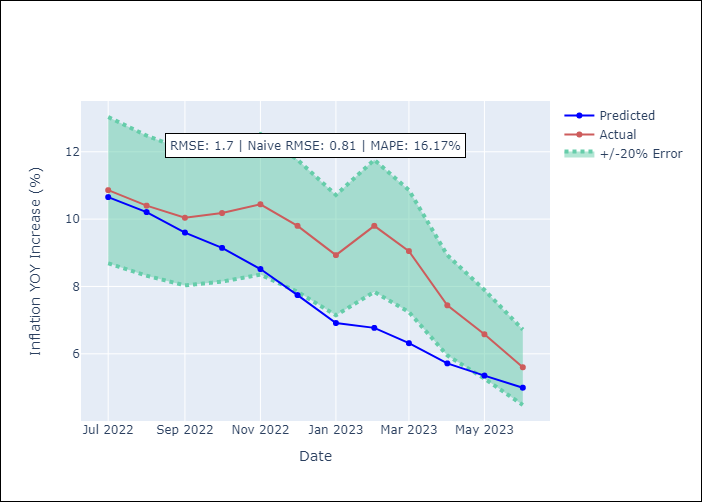 RMSE: 1.7 | Naive RMSE: 0.81 | MAPE: 16.17%
Predicted
Actual
+/-20% Error
Inflation YOY Increase (%)
12
10
8
6
Jul 2022
Sep 2022
Nov 2022
Jan 2023
Mar 2023
May 2023
Date